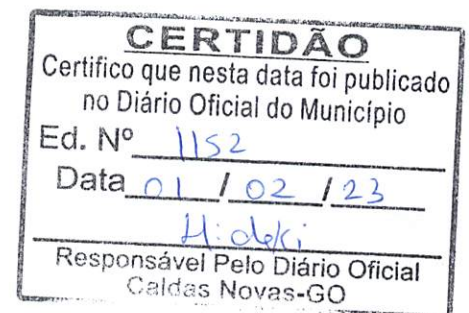 CERTIDÃO
Certifico que nesta data foi publicado
no Diário Oficial do Município
Ed. Nº 1152
Data 01 / 02 / 23
Hideki
Responsável Pelo Diário Oficial
Caldas Novas-GO